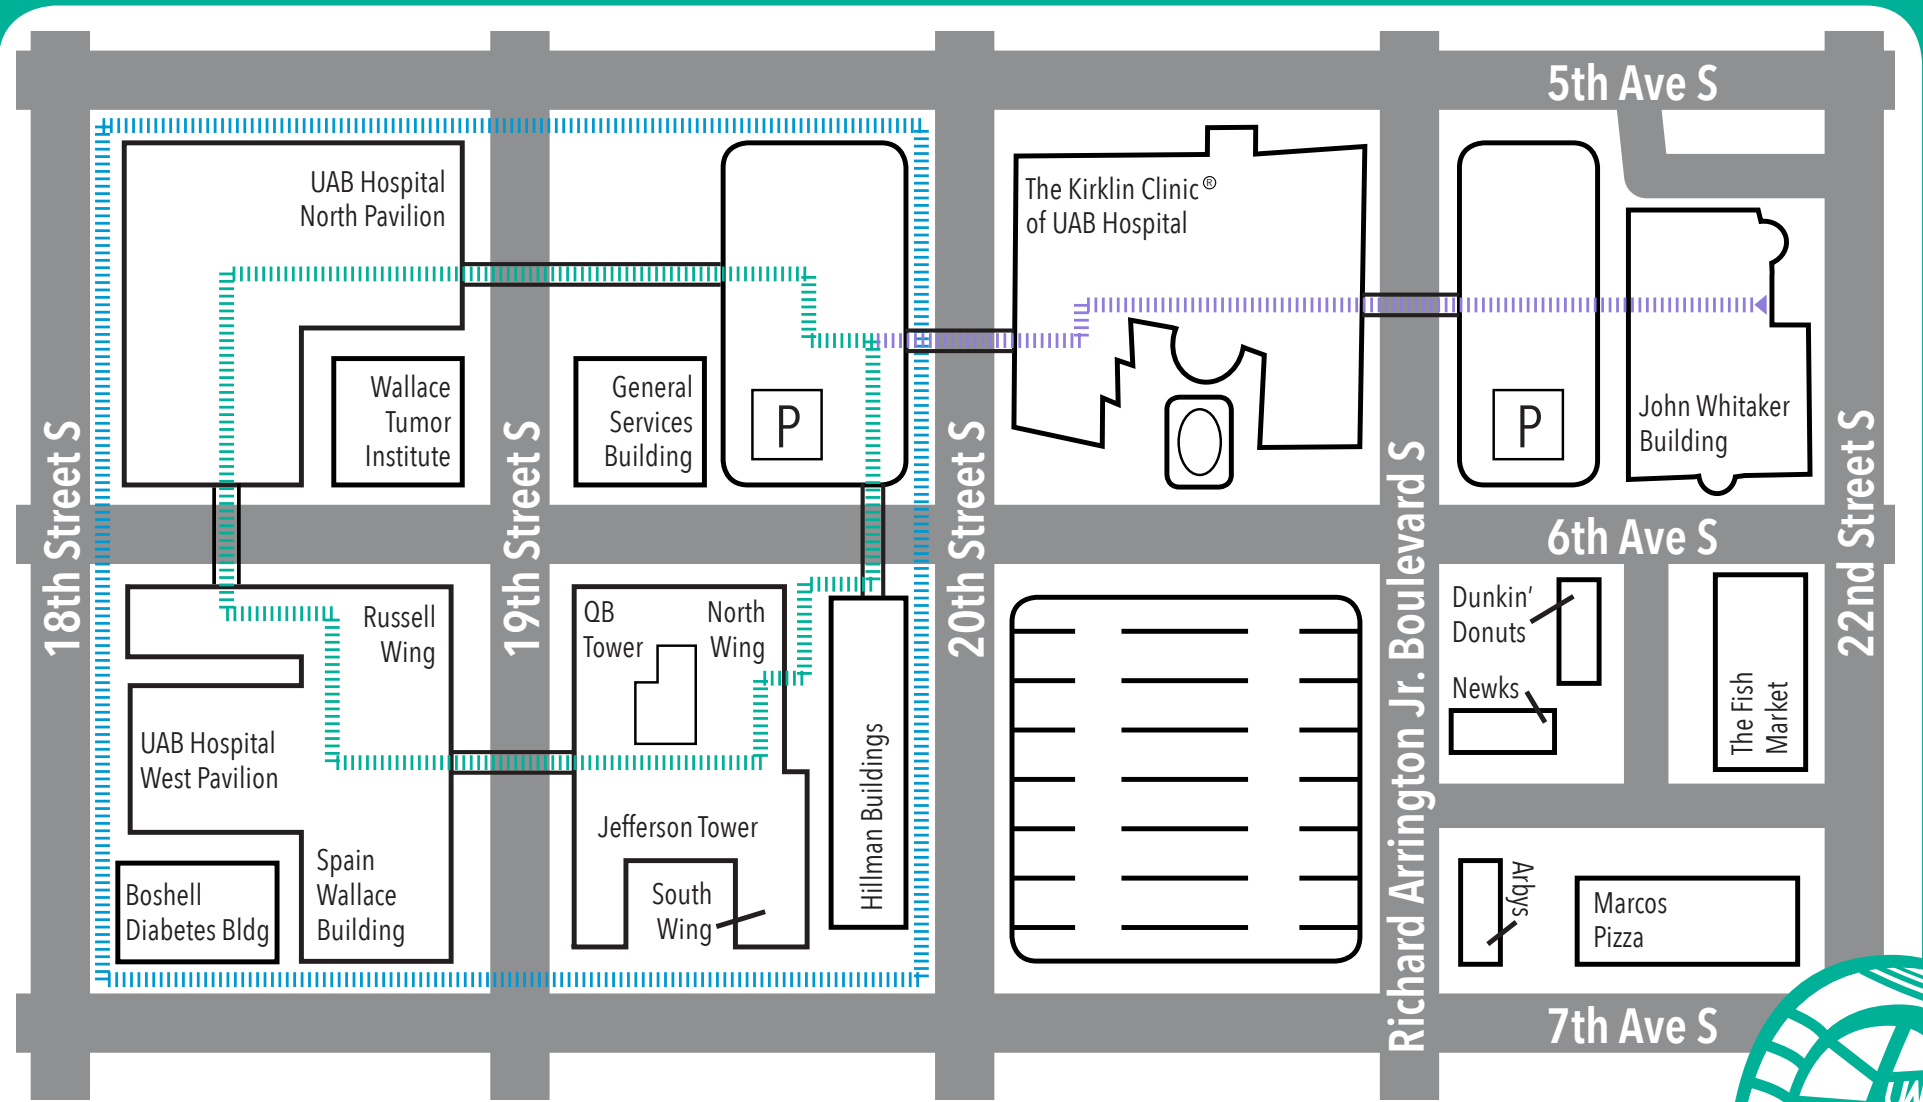 5th Ave S
UAB Hospital
North Pavilion
The Kirklin Clinic®
of UAB Hospital
Wallace
Tumor
Institute
General
Services
Building
P
P
John Whitaker
Building
18th Street S
19th Street S
20th Street S
Richard Arrington Jr. Boulevard S
22nd Street S
6th Ave S
Russell
Wing
QB
Tower
North
Wing
Dunkin'
Donuts
Newks
The Fish
Market
UAB Hospital
West Pavilion
Hillman Buildings
Jefferson Tower
Spain
Wallace
Building
South
Wing
Boshell
Diabetes Bldg
Arbys
Marcos
Pizza
7th Ave S